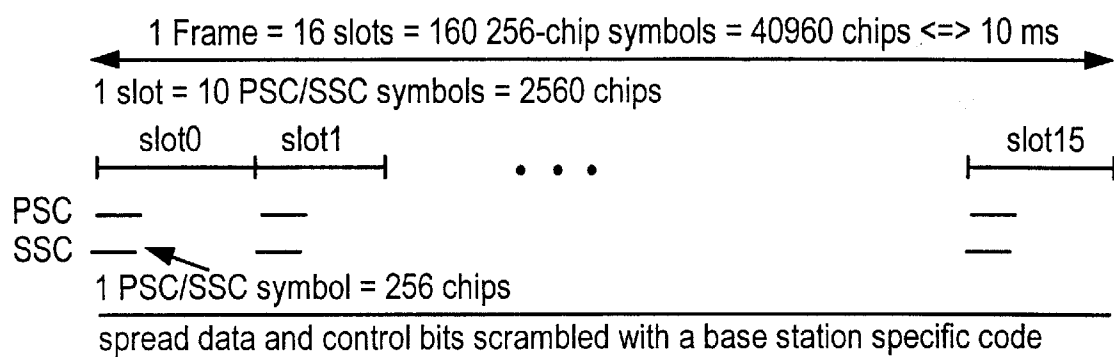 1 Frame = 16 slots = 160 256-chip symbols = 40960 chips <=> 10 ms
1 slot = 10 PSC/SSC symbols = 2560 chips
slot0 slot1 • • • slot15
PSC
SSC
1 PSC/SSC symbol = 256 chips
spread data and control bits scrambled with a base station specific code